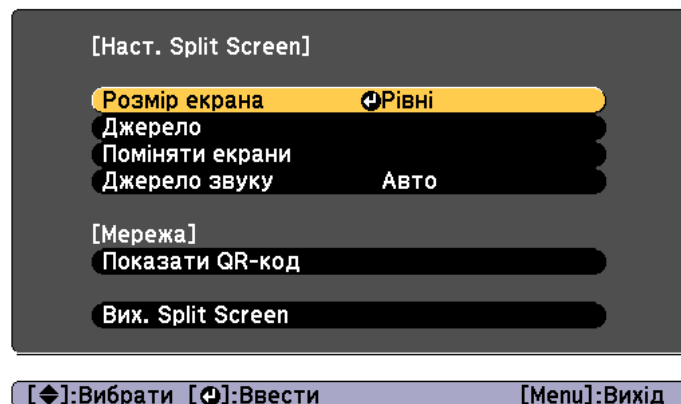 [Наст. Split Screen]
Розмір екрана Рівні
Джерело
Поміняти екрани
Джерело звуку Авто
[Мережа]
Показати QR-код
Вих. Split Screen
[◆]:Вибрати [⏎]:Ввести [Menu]:Вихід